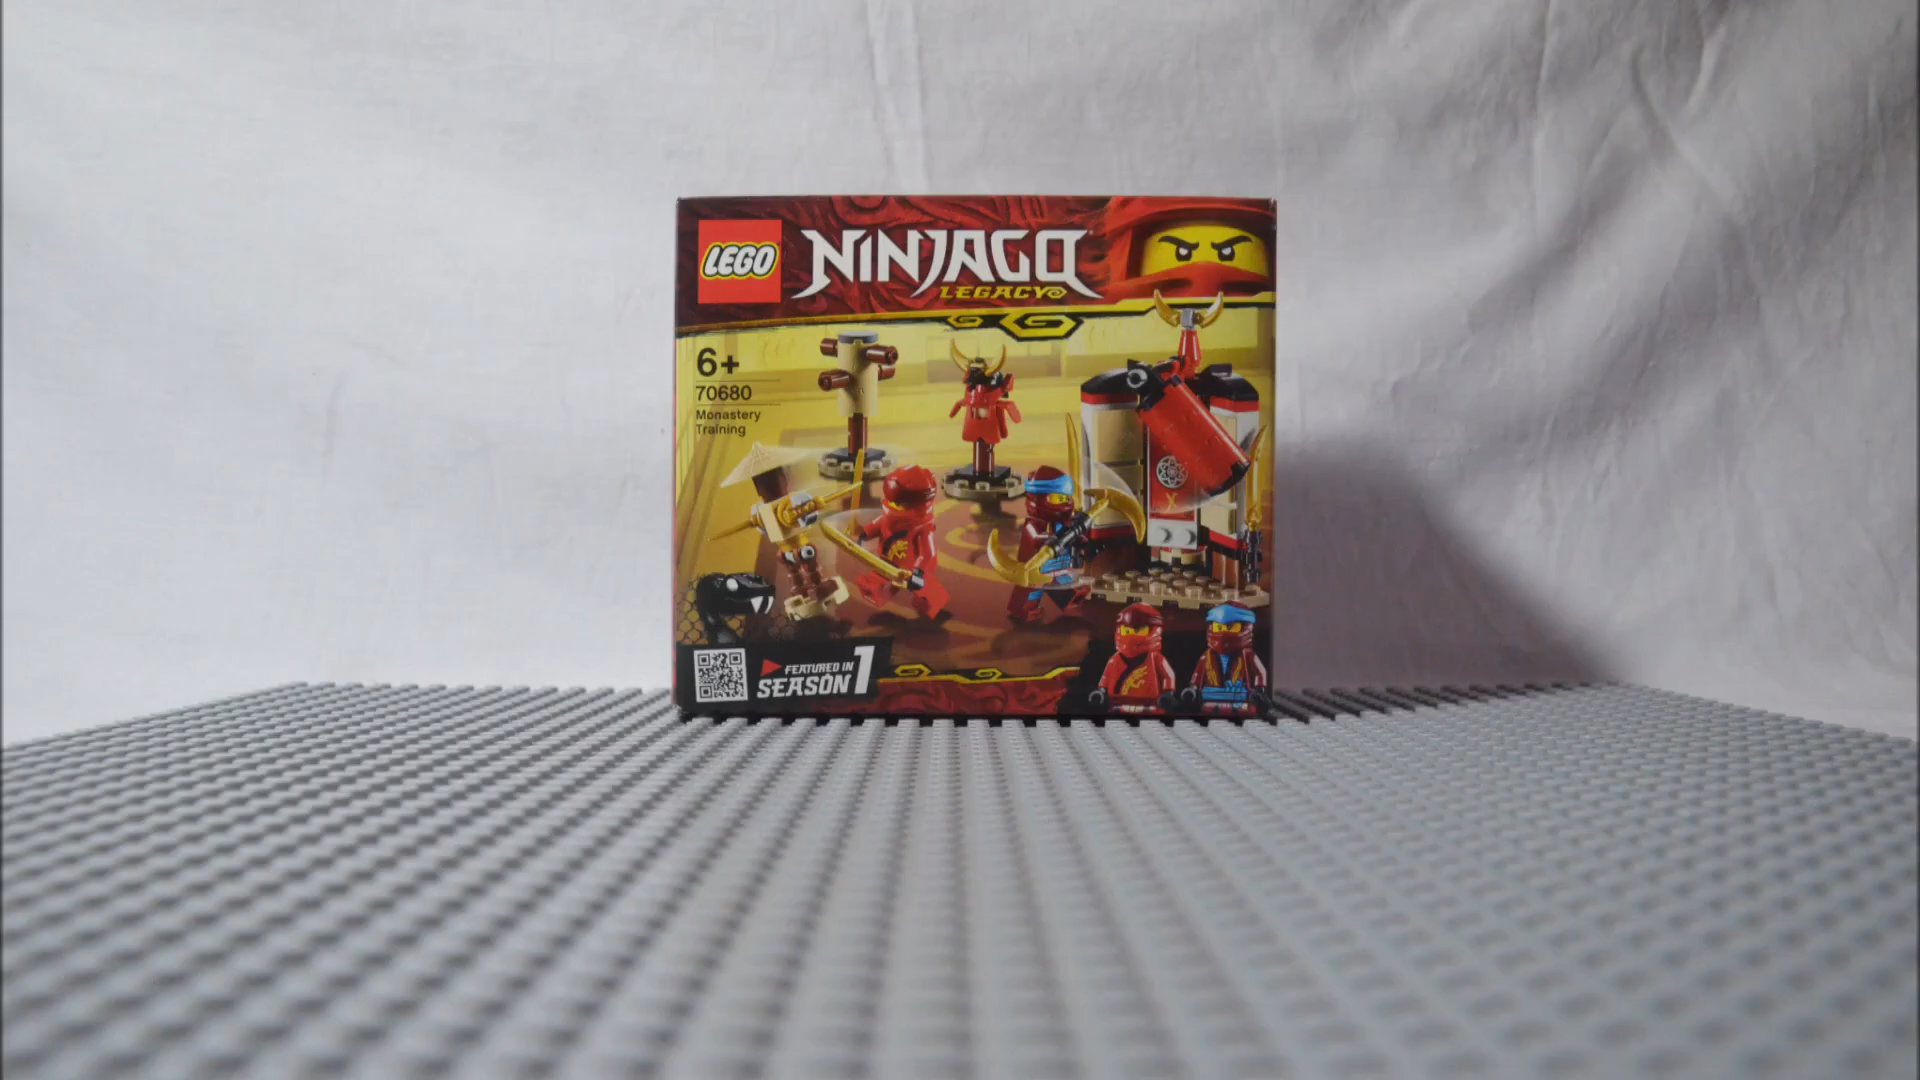 LEGO
NINJAGO
LEGACY
6+
70680
Monastery
Training
FEATURED IN
SEASON 1